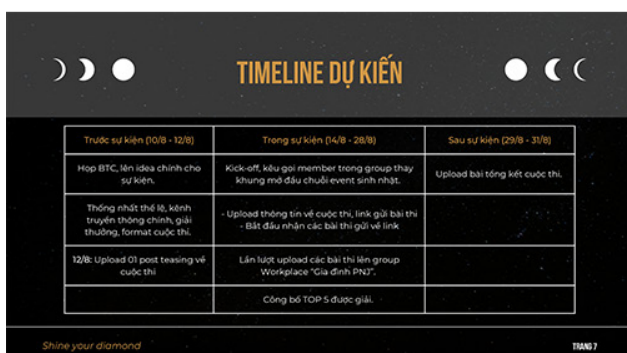 TIMELINE DỰ KIẾN
Trước sự kiện (10/8 - 12/8)
Trong sự kiện (14/8 - 28/8)
Sau sự kiện (29/8 - 31/8)
Họp BTC, lên idea chính cho
sự kiện.
Kick-off, kêu gọi member trong group thay
khung mở đầu chuỗi event sinh nhật.
Upload bài tổng kết cuộc thi.
Thống nhất thể lệ, kênh
truyền thông chính, giải
thưởng, format cuộc thi.
- Upload thông tin về cuộc thi, link gửi bài thi
- Bắt đầu nhận các bài thi gửi về link
12/8: Upload 01 post teasing về
cuộc thi
Lần lượt upload các bài thi lên group
Workplace "Gia đình PNJ".
Công bố TOP 5 được giải.
Shine your diamond
TRANG 7